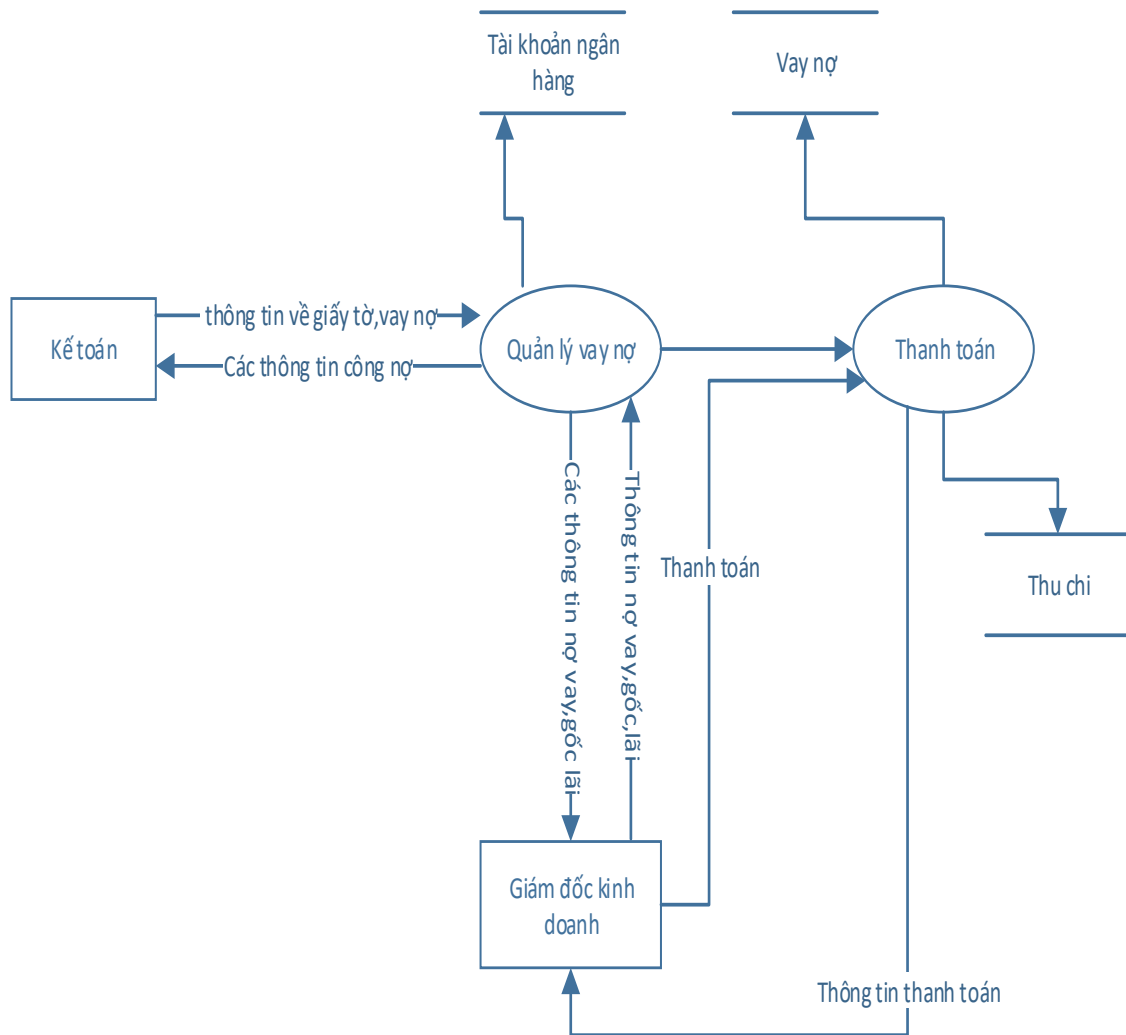 Tài khoản ngân
hàng
Vay nợ
thông tin về giấy tờ,vay nợ
Kế toán
Các thông tin công nợ
Quản lý vay nợ
Thanh toán
Các thông tin nợ vay,gốc lãi
Thông tin nợ vay,gốc,lãi
Thanh toán
Thu chi
Giám đốc kinh
doanh
Thông tin thanh toán